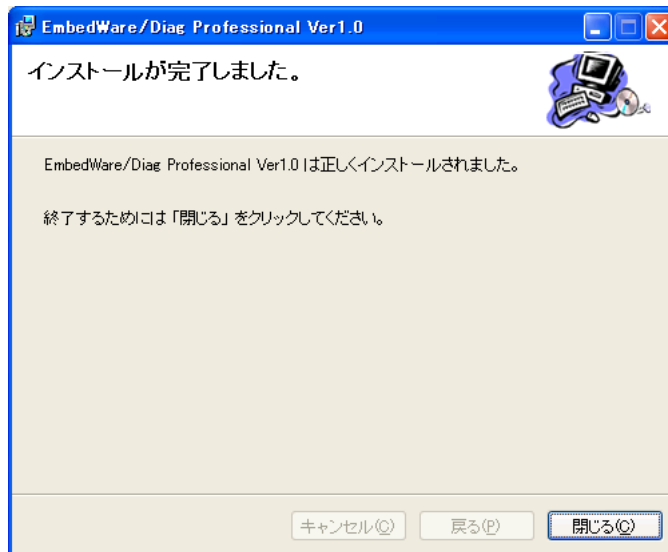 EmbedWare/Diag Professional Ver1.0
インストールが完了しました。
EmbedWare/Diag Professional Ver1.0 は正しくインストールされました。
終了するためには「閉じる」をクリックしてください。
キャンセル(C)
戻る(P)
閉じる(C)